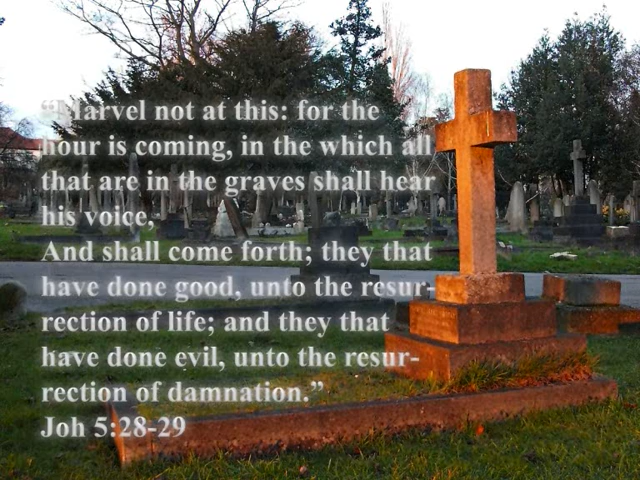 “Marvel not at this: for the
hour is coming, in the which all
that are in the graves shall hear
his voice,
And shall come forth; they that
have done good, unto the resur-
rection of life; and they that
have done evil, unto the resur-
rection of damnation.”
Joh 5:28-29